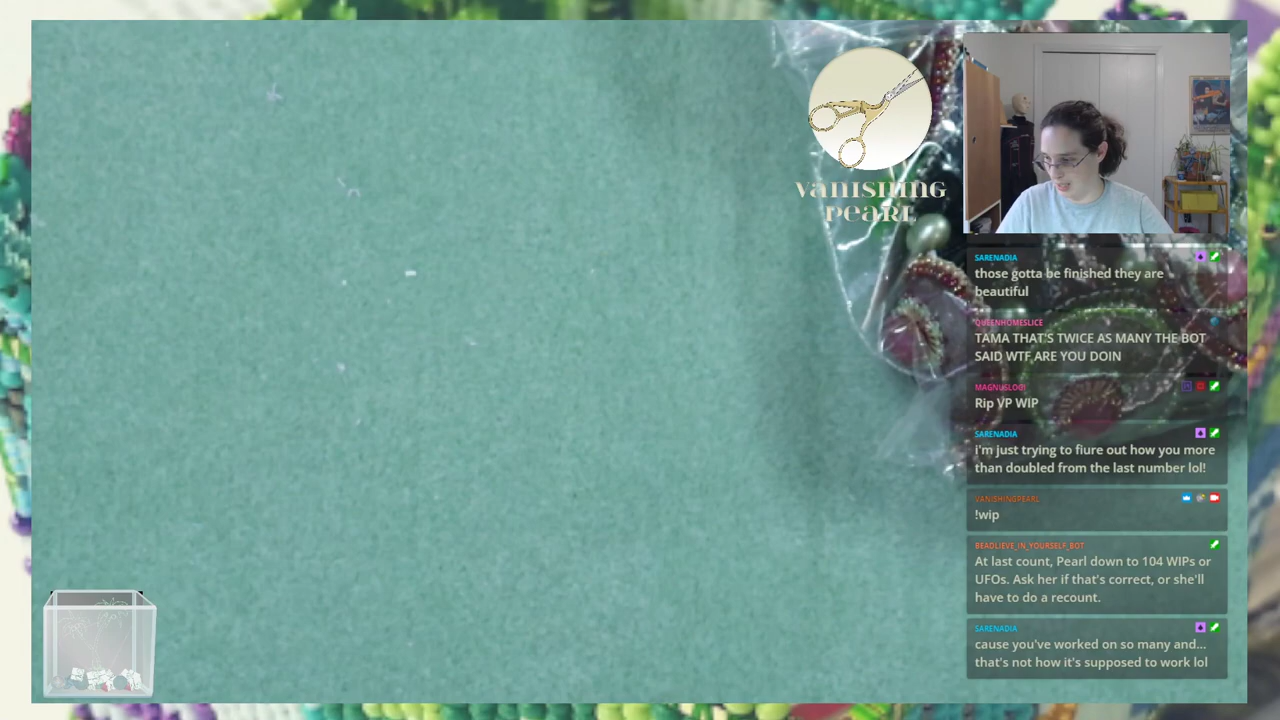 vanishing
pearl
SARENADIA
those gotta be finished they are
beautiful
QUEENHOMESLICE
TAMA THAT'S TWICE AS MANY THE BOT
SAID WTF ARE YOU DOIN
MAGNUSLOGI
Rip VP WIP
SARENADIA
i'm just trying to fiure out how you more
than doubled from the last number lol!
VANISHINGPEARL
!wip
BEADLIEVE_IN_YOURSELF_BOT
At last count, Pearl down to 104 WIPs or
UFOs. Ask her if that's correct, or she'll
have to do a recount.
SARENADIA
cause you've worked on so many and...
that's not how it's supposed to work lol